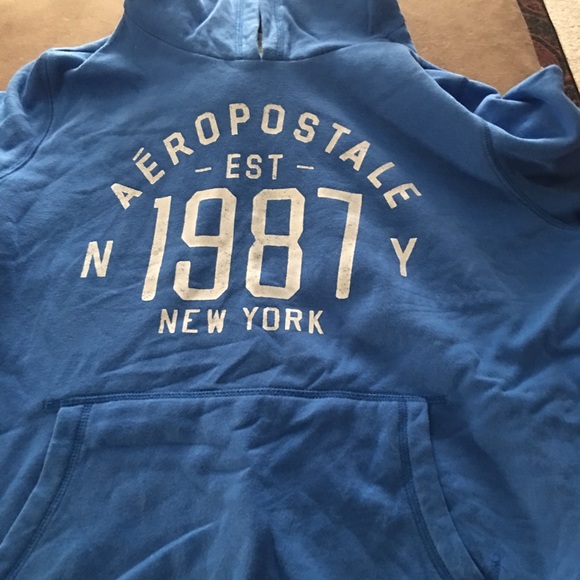 AÉROPOSTALE
- EST -
N 1987 Y
NEW YORK